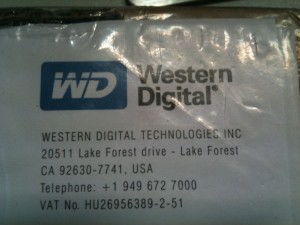 WD Western
Digital®
WESTERN DIGITAL TECHNOLOGIES INC
20511 Lake Forest drive - Lake Forest
CA 92630-7741, USA
Telephone: +1 949 672 7000
VAT No. HU26956389-2-51